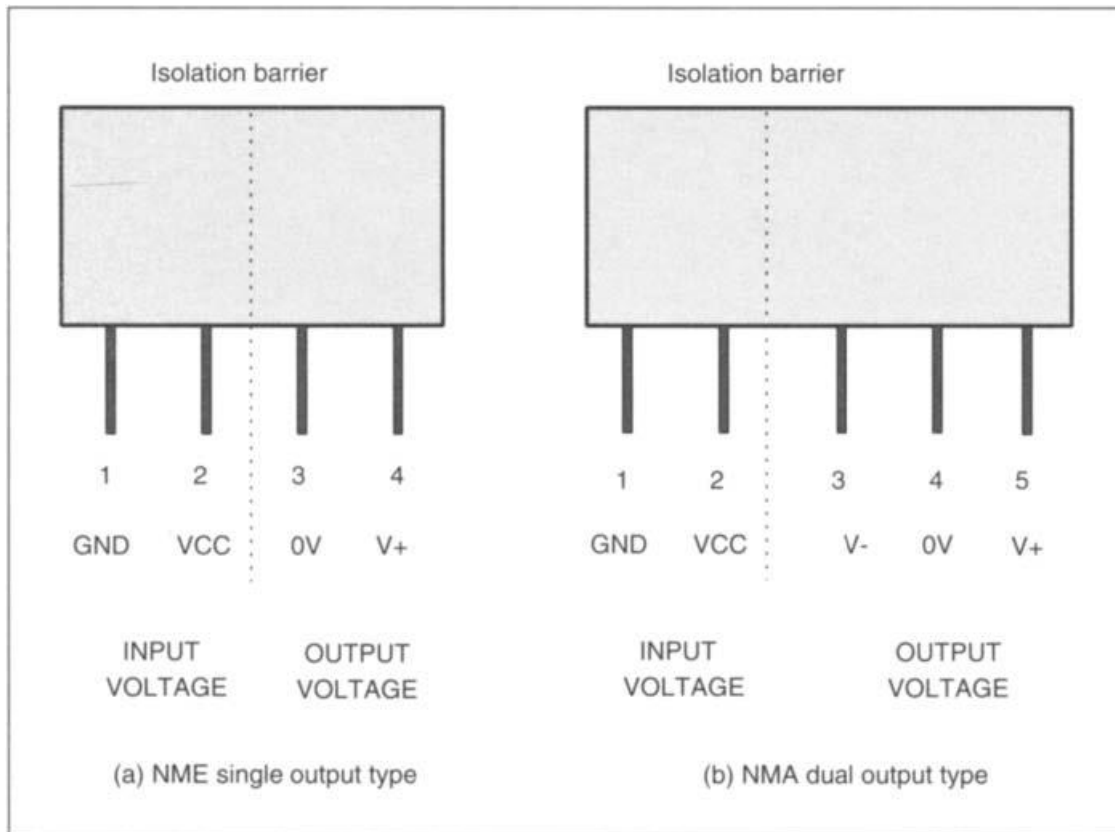 Isolation barrier
1 2 3 4
GND VCC 0V V+
INPUT VOLTAGE
OUTPUT VOLTAGE
(a) NME single output type
Isolation barrier
1 2 3 4 5
GND VCC V- 0V V+
INPUT VOLTAGE
OUTPUT VOLTAGE
(b) NMA dual output type